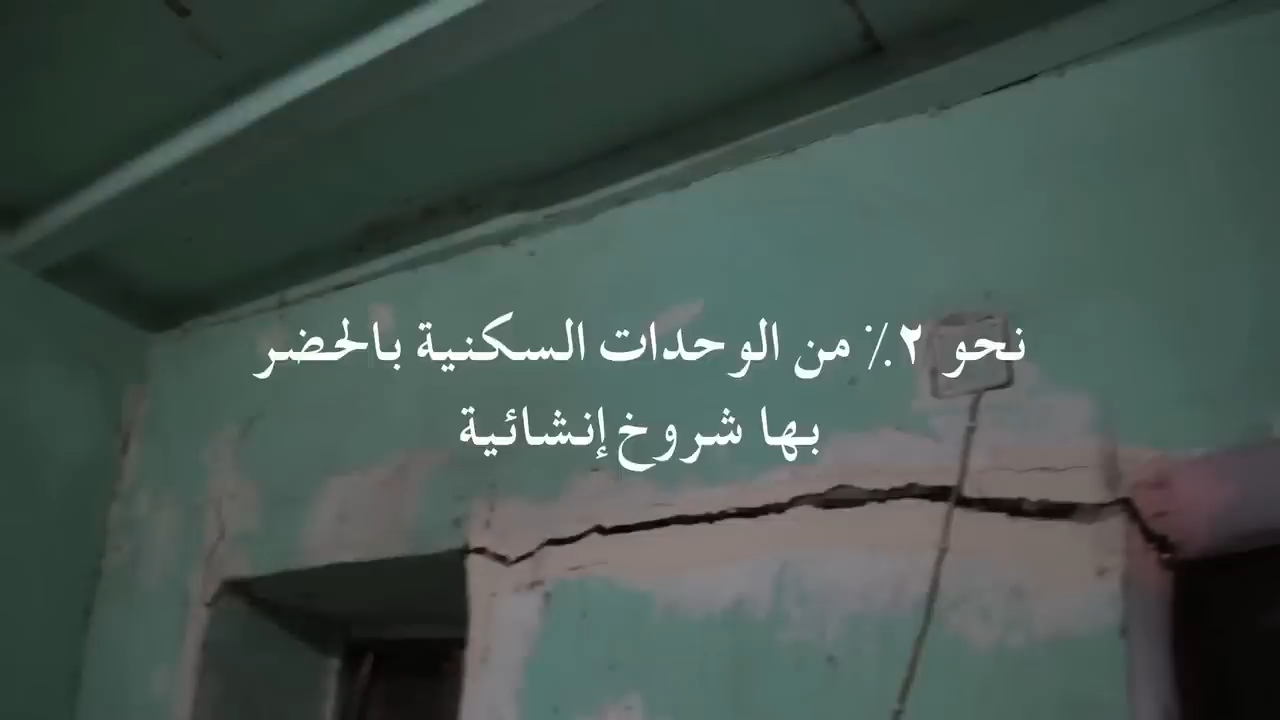 نحو ٢٪ من الوحدات السكنية بالحضر
بها شروخ إنشائية